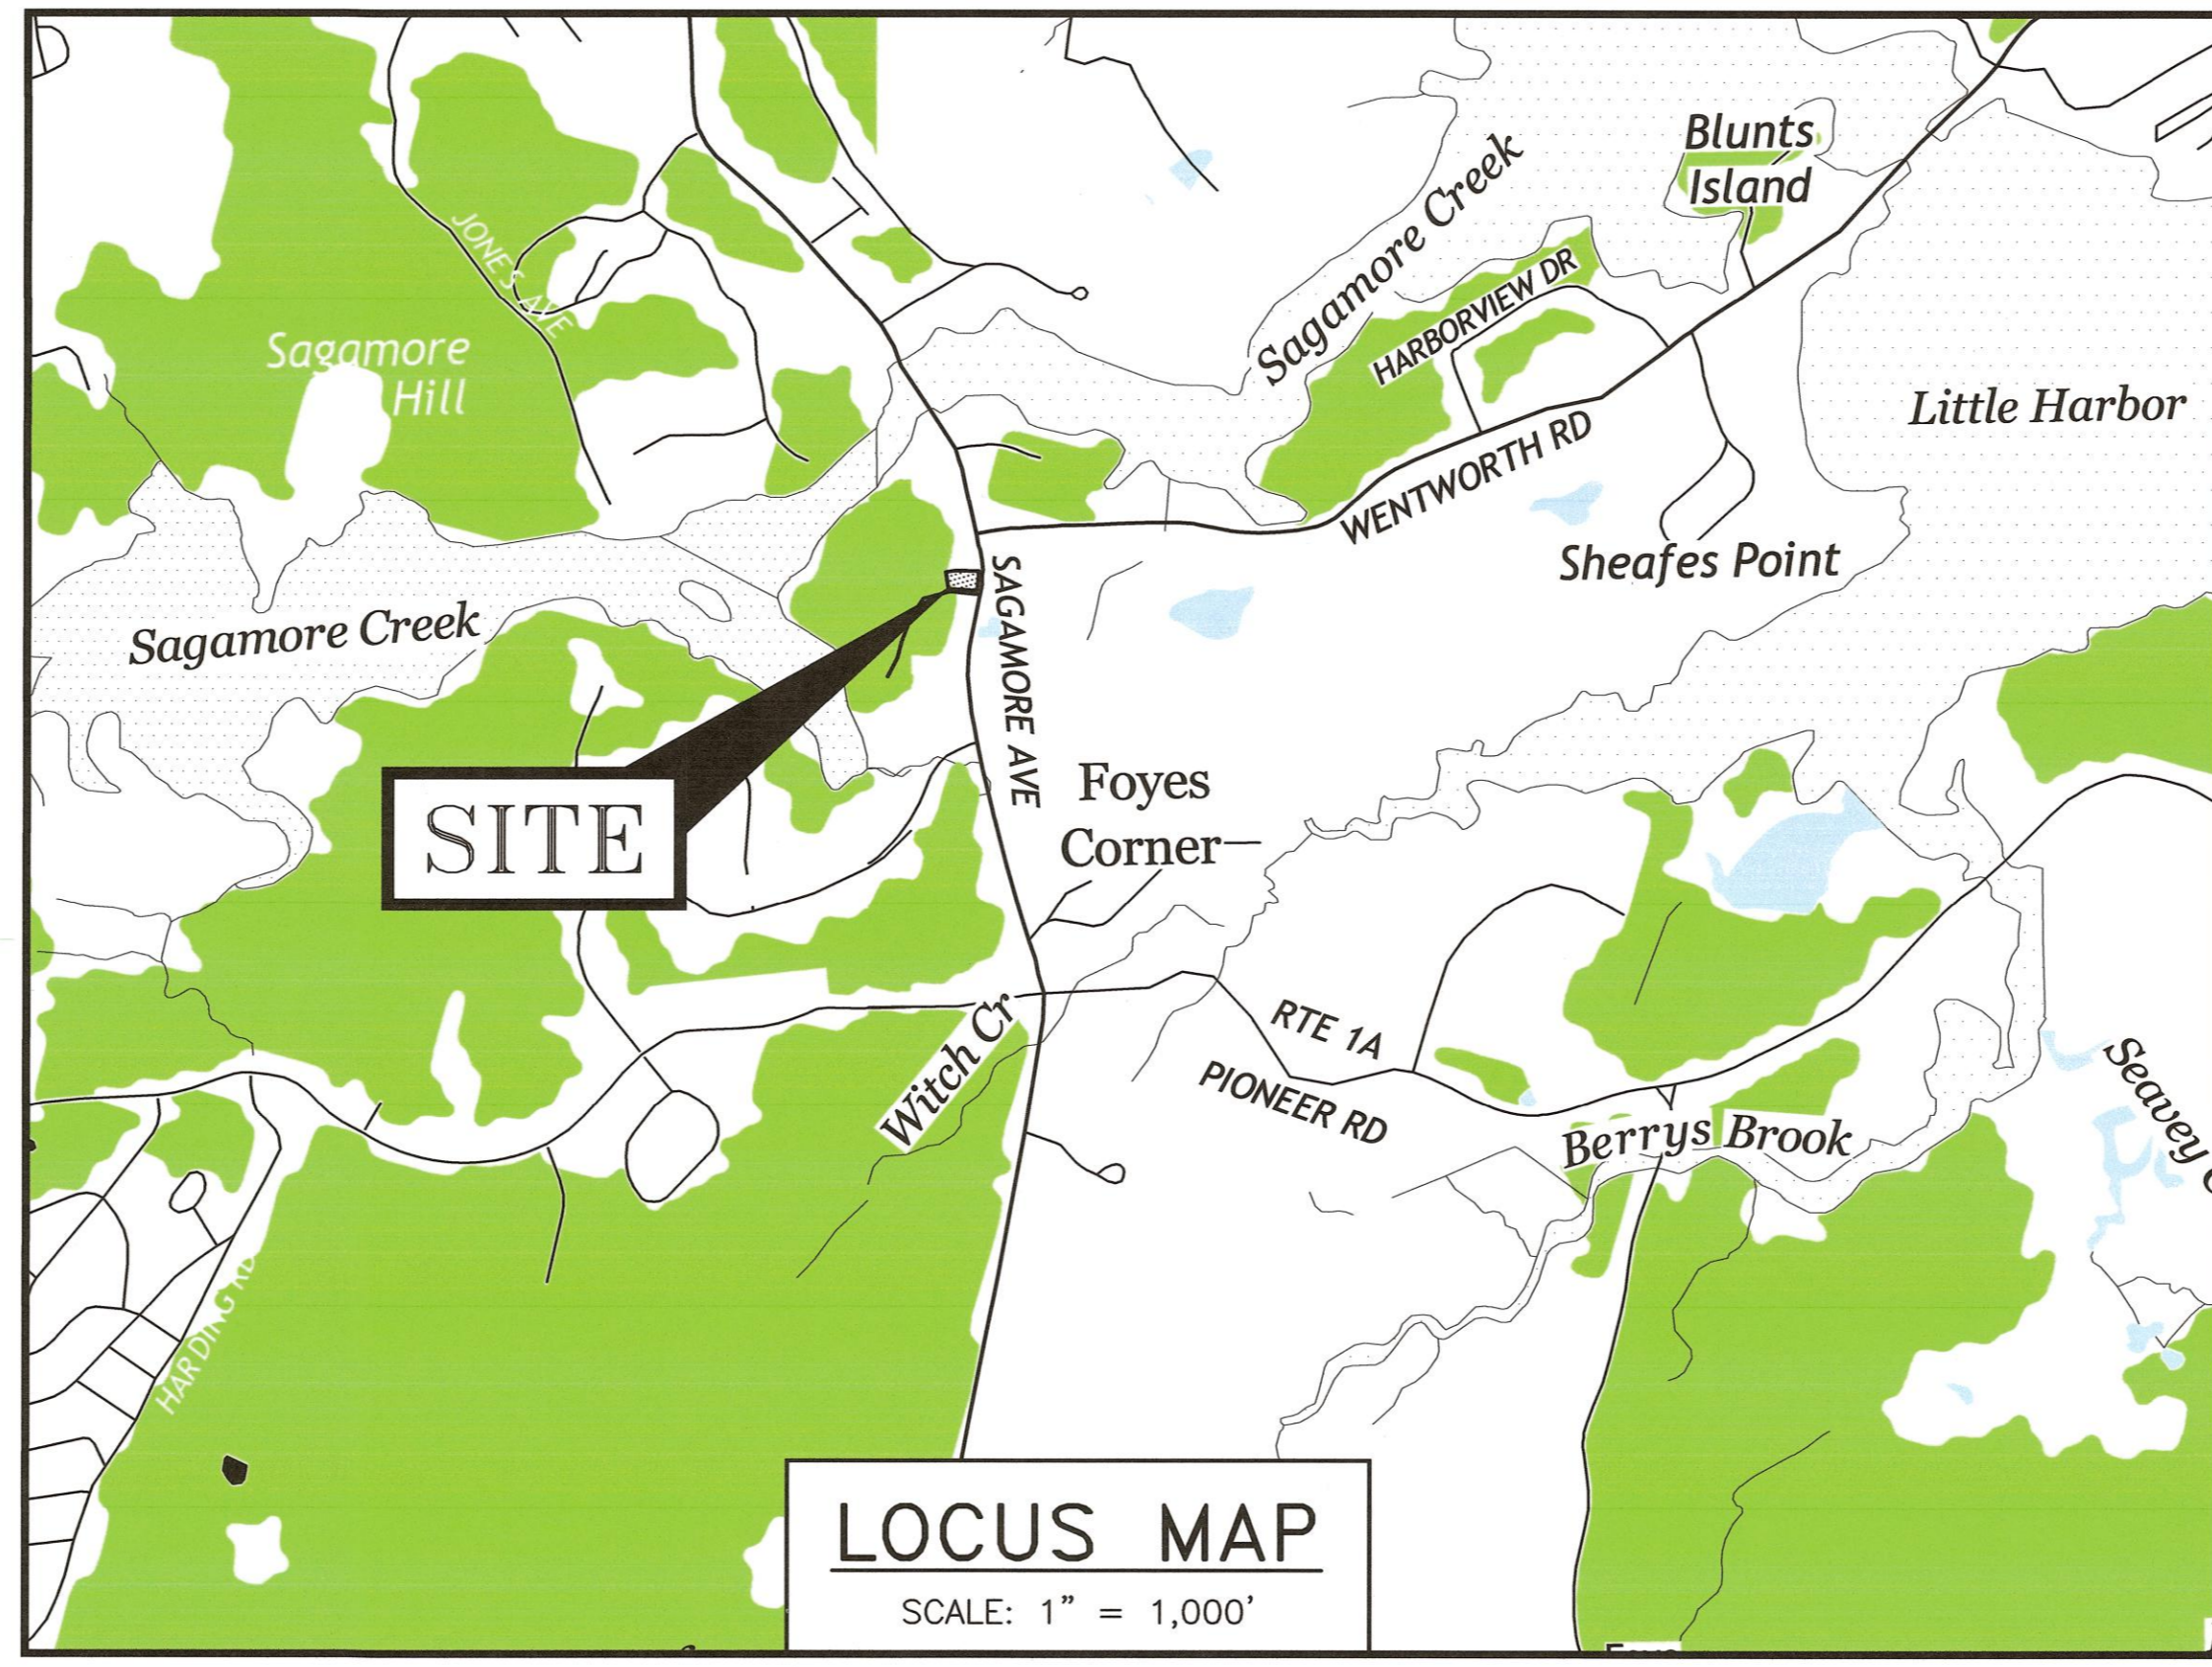 Blunts
Island
Sagamore Creek
JONES AVE
HARBORVIEW DR
Sagamore
Hill
Little Harbor
WENTWORTH RD
Sheafes Point
Sagamore Creek
SAGAMORE AVE
Foyes
Corner
SITE
RTE 1A
PIONEER RD
Witch Cr
Berrys Brook
Seavey
HARDING RD
LOCUS MAP
SCALE: 1" = 1,000'